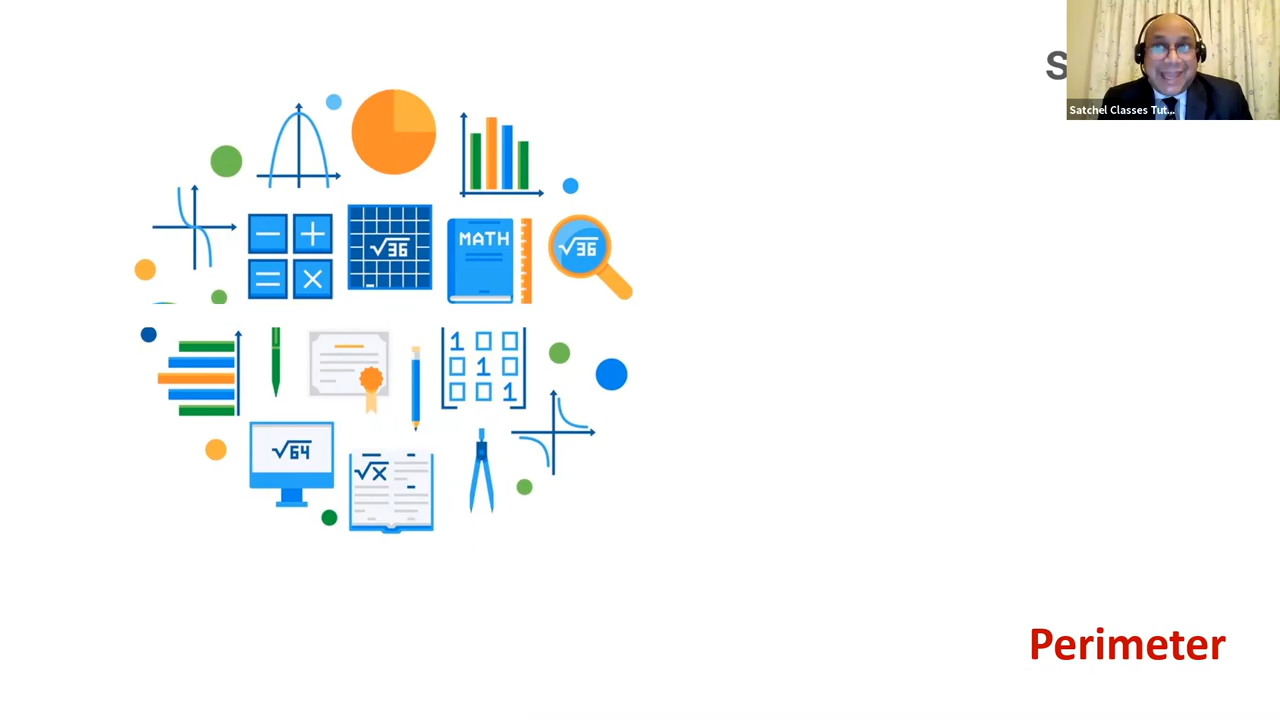 S
Satchel Classes Tut...
√36
MATH
√36
1
1
1
√64
√x
Perimeter